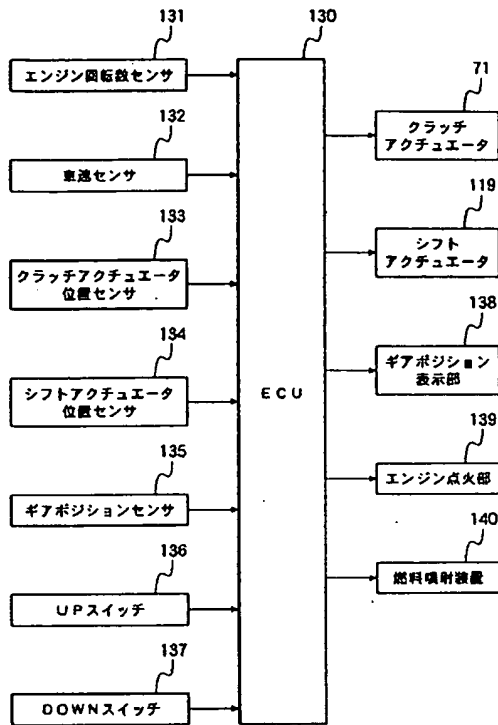 131
エンジン回転数センサ
132
車速センサ
133
クラッチアクチュエータ
位置センサ
134
シフトアクチュエータ
位置センサ
135
ギアポジションセンサ
136
UPスイッチ
137
DOWNスイッチ
130
ECU
71
クラッチ
アクチュエータ
119
シフト
アクチュエータ
138
ギアポジション
表示部
139
エンジン点火部
140
燃料噴射装置